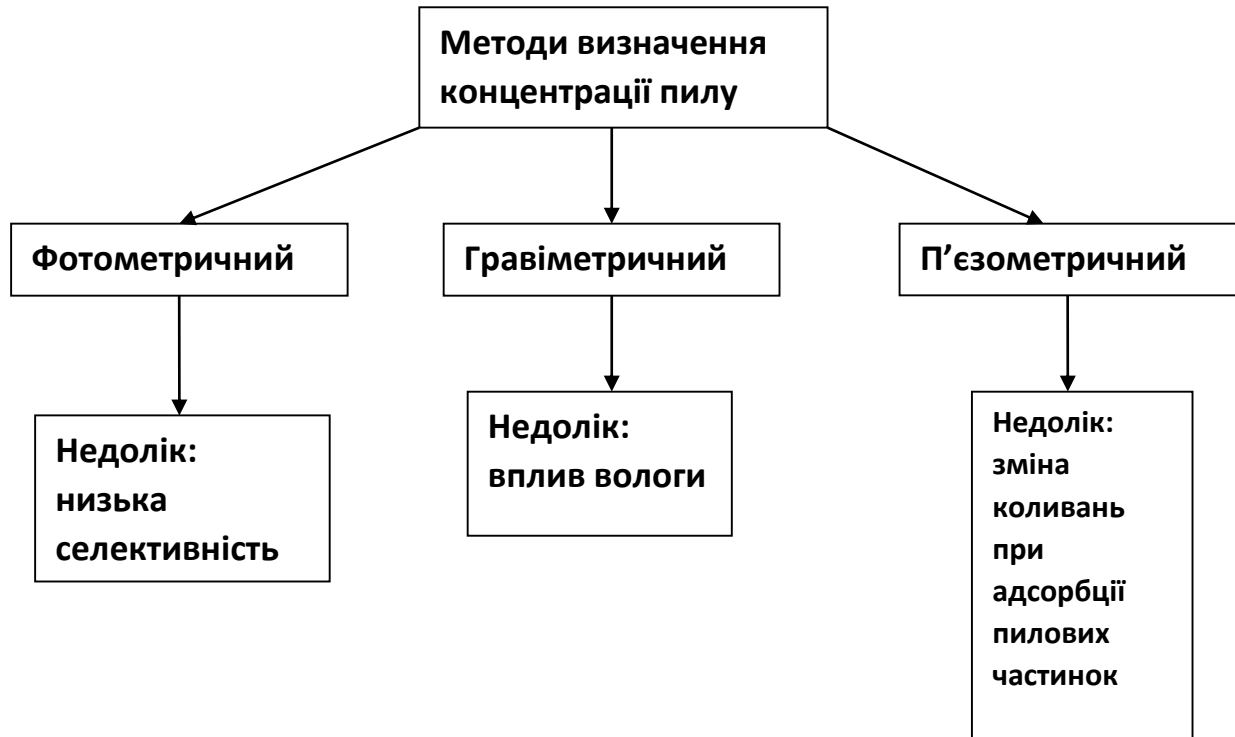 Методи визначення
концентрації пилу
Фотометричний
Гравіметричний
П’єзометричний
Недолік:
низька
селективність
Недолік:
вплив вологи
Недолік:
зміна
коливань
при
адсорбції
пилових
частинок